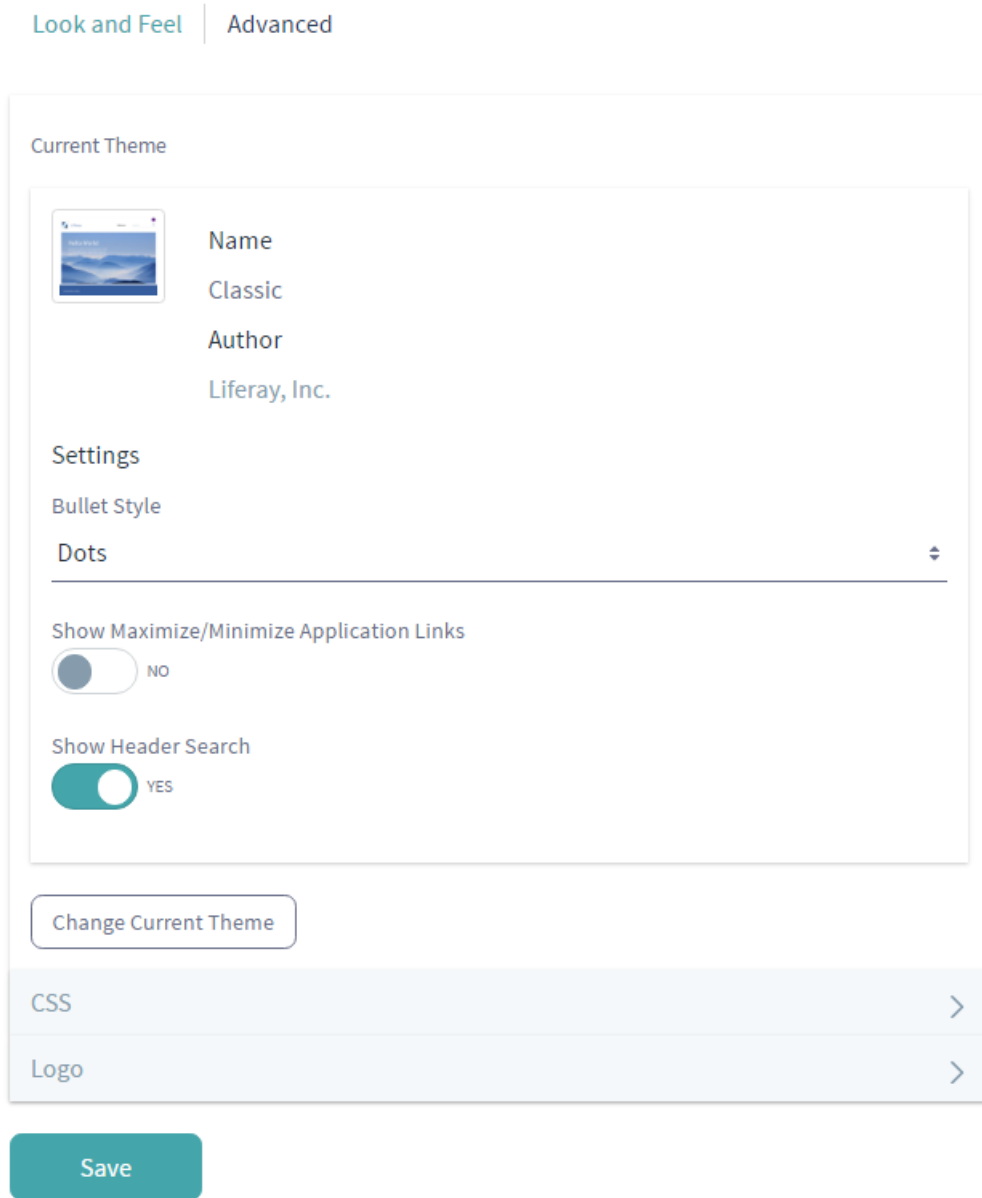 Look and Feel
Advanced
Current Theme
Name
Classic
Author
Liferay, Inc.
Settings
Bullet Style
Dots
Show Maximize/Minimize Application Links
NO
Show Header Search
YES
Change Current Theme
CSS
Logo
Save